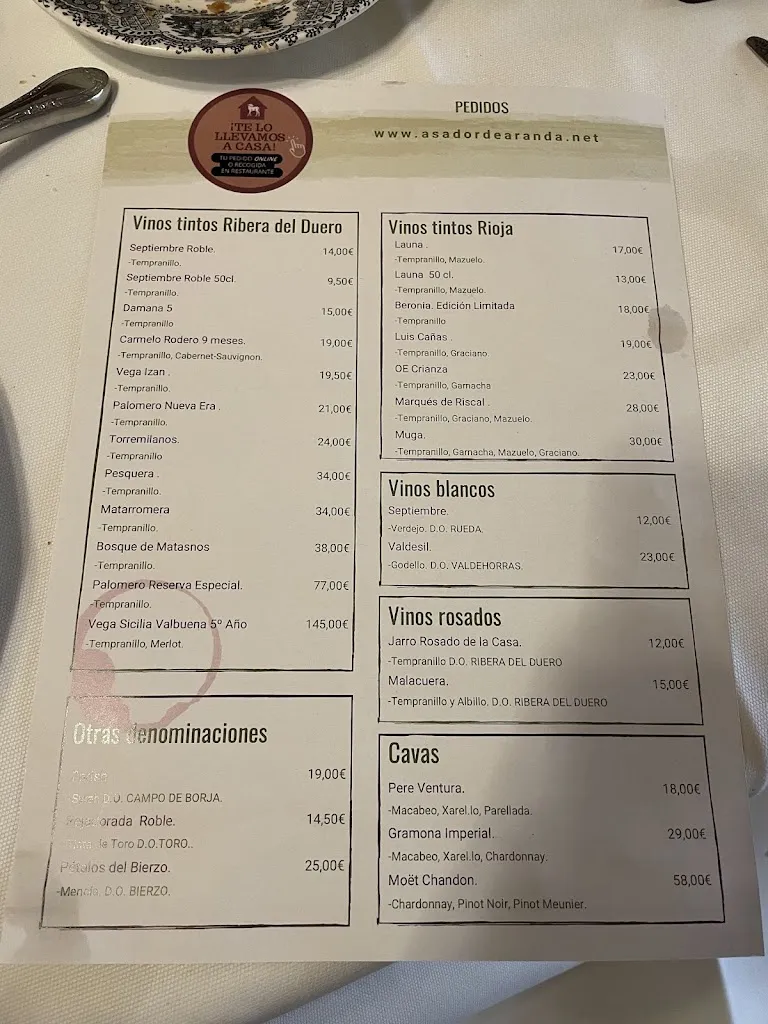 PEDIDOS
www.asadordearanda.net
¡TE LO
LLEVAMOS
A CASA!
TU PEDIDO ONLINE
O RECOGIDA
EN RESTAURANTE
Vinos tintos Ribera del Duero
Septiembre Roble. 14,00€
-Tempranillo.
Septiembre Roble 50cl. 9,50€
-Tempranillo.
Damana 5 15,00€
-Tempranillo
Carmelo Rodero 9 meses. 19,00€
-Tempranillo, Cabernet-Sauvignon.
Vega Izan . 19,50€
-Tempranillo.
Palomero Nueva Era . 21,00€
-Tempranillo.
Torremilanos. 24,00€
-Tempranillo
Pesquera . 34,00€
-Tempranillo.
Matarromera 34,00€
-Tempranillo.
Bosque de Matasnos 38,00€
-Tempranillo.
Palomero Reserva Especial. 77,00€
-Tempranillo.
Vega Sicilia Valbuena 5º Año 145,00€
-Tempranillo, Merlot.
Otras denominaciones
19,00€
D.O. CAMPO DE BORJA.
Roble. 14,50€
de Toro D.O.TORO..
Pétalos del Bierzo. 25,00€
-Mencía. D.O. BIERZO.
Vinos tintos Rioja
Launa . 17,00€
-Tempranillo, Mazuelo.
Launa 50 cl. 13,00€
-Tempranillo, Mazuelo.
Beronia. Edición Limitada 18,00€
-Tempranillo
Luis Cañas . 19,00€
-Tempranillo, Graciano.
OE Crianza 23,00€
-Tempranillo, Garnacha
Marqués de Riscal . 28,00€
-Tempranillo, Graciano, Mazuelo.
Muga. 30,00€
-Tempranillo, Garnacha, Mazuelo, Graciano.
Vinos blancos
Septiembre. 12,00€
-Verdejo. D.O. RUEDA.
Valdesil. 23,00€
-Godello. D.O. VALDEHORRAS.
Vinos rosados
Jarro Rosado de la Casa. 12,00€
-Tempranillo D.O. RIBERA DEL DUERO
Malacuera. 15,00€
-Tempranillo y Albillo. D.O. RIBERA DEL DUERO
Cavas
Pere Ventura. 18,00€
-Macabeo, Xarel.lo, Parellada.
Gramona Imperial. 29,00€
-Macabeo, Xarel.lo, Chardonnay.
Moët Chandon. 58,00€
-Chardonnay, Pinot Noir, Pinot Meunier.